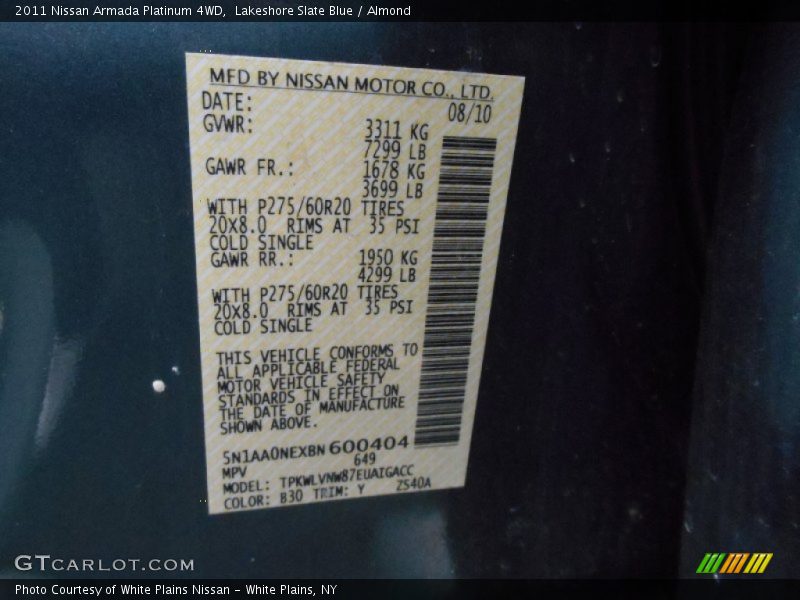 2011 Nissan Armada Platinum 4WD,  Lakeshore Slate Blue / Almond
MFD BY NISSAN MOTOR CO., LTD.
DATE: 08/10
GVWR: 3311 KG
7299 LB
GAWR FR.: 1678 KG
3699 LB
WITH P275/60R20 TIRES
20X8.0 RIMS AT 35 PSI
COLD SINGLE
GAWR RR.: 1950 KG
4299 LB
WITH P275/60R20 TIRES
20X8.0 RIMS AT 35 PSI
COLD SINGLE
THIS VEHICLE CONFORMS TO
ALL APPLICABLE FEDERAL
MOTOR VEHICLE SAFETY
STANDARDS IN EFFECT ON
THE DATE OF MANUFACTURE
SHOWN ABOVE.
5N1AA0NEXBN600404
MPV 649
MODEL: TPKWLVNW87EUAIGACC
COLOR: B30 TRIM: Y ZS40A
GTCARLOT.COM
Photo Courtesy of White Plains Nissan - White Plains, NY